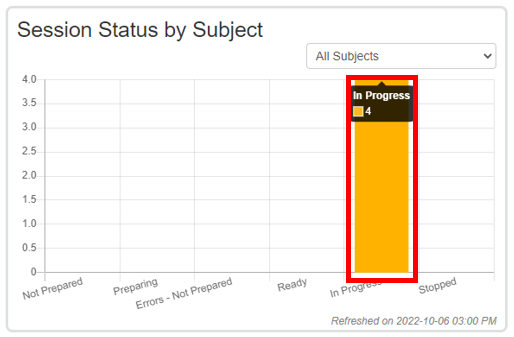 Session Status by Subject
All Subjects
4.0
3.5
3.0
2.5
2.0
1.5
1.0
0.5
0
In Progress
4
Not Prepared
Preparing
Errors - Not Prepared
Ready
In Progress
Stopped
Refreshed on 2022-10-06 03:00 PM